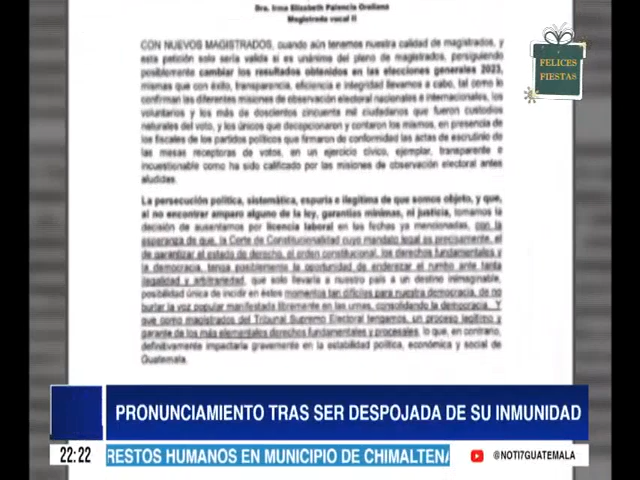 Dra. Irma Elizabeth Palencia Orellana
Magistrada vocal II
FELICES
FIESTAS
CON NUEVOS MAGISTRADOS, cuando aún tenemos nuestra calidad de magistrados, y
esta petición solo sería valida si es unánime del pleno de magistrados, persiguiendo
posiblemente cambiar los resultados obtenidos en las elecciones generales 2023,
mismas que con éxito, transparencia, eficiencia e integridad llevamos a cabo, tal como lo
confirman las diferentes misiones de observación electoral nacionales e internacionales, los
voluntarios y los más de doscientos cincuenta mil ciudadanos que fueron custodios
naturales del voto, y los únicos que decepcionaron y contaron los mismos, en presencia de
los fiscales de los partidos políticos que firmaron de conformidad las actas de escrutinio de
las mesas receptoras de votos, en un ejercicio cívico, ejemplar, transparente e
incuestionable como ha sido calificado por las misiones de observación electoral antes
aludidas.
La persecución política, sistemática, espuria e ilegítima de que somos objeto, y que,
al no encontrar amparo alguno de la ley, garantías mínimas, ni justicia, tomamos la
decisión de ausentarnos por licencia laboral en las fechas ya mencionadas, con la
esperanza de que, la Corte de Constitucionalidad cuyo mandato legal es precisamente, el
de garantizar el estado de derecho, el orden constitucional, los derechos fundamentales y
la democracia, tenga posiblemente la oportunidad de enderezar el rumbo ante tanta
ilegalidad y arbitrariedad, que solo llevaría a nuestro país a un destino inimaginable,
posibilidad única de incidir en éstos momentos tan difíciles para nuestra democracia, de no
burlar la voz popular manifestada libremente en las urnas, consolidando la democracia. Y
que como magistrados del Tribunal Supremo Electoral tengamos, un proceso legítimo y
garante de los más elementales derechos fundamentales y procesales, lo que, en contrario,
definitivamente impactaría gravemente en la estabilidad política, económica y social de
Guatemala.
PRONUNCIAMIENTO TRAS SER DESPOJADA DE SU INMUNIDAD
22:22 RESTOS HUMANOS EN MUNICIPIO DE CHIMALTENA @NOTI7GUATEMALA